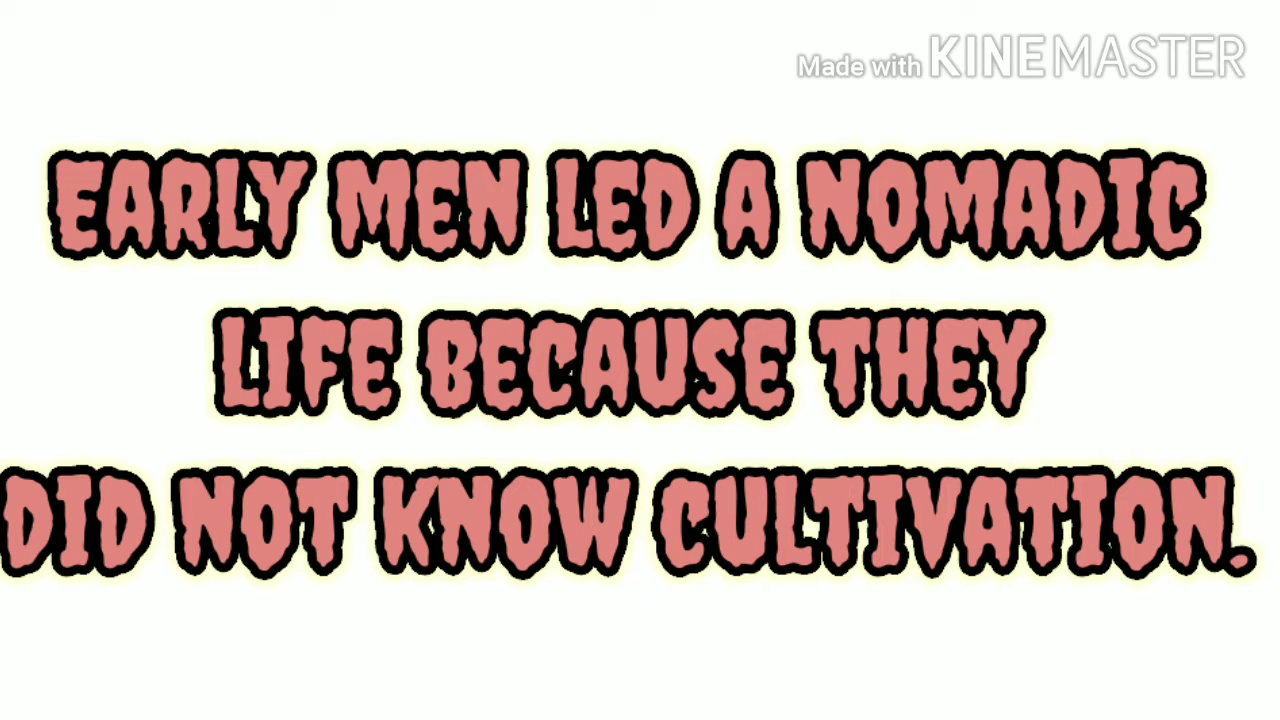 Made with KINEMASTER
EARLY MEN LED A NOMADIC
LIFE BECAUSE THEY
DID NOT KNOW CULTIVATION.